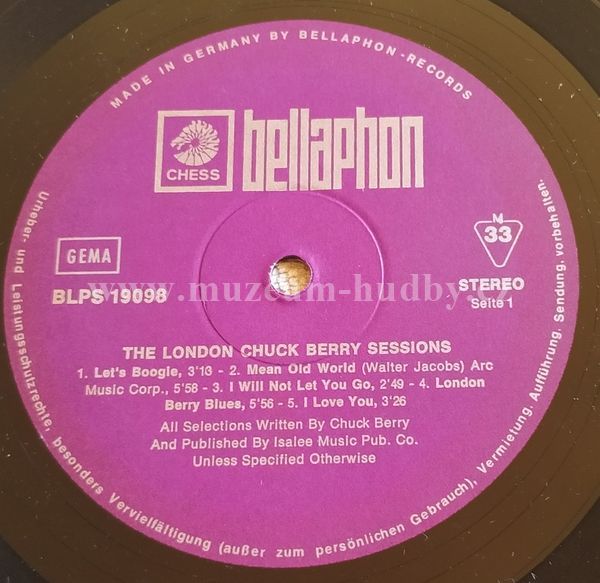 MADE IN GERMANY BY BELLAPHON-RECORDS
CHESS
bellaphon
GEMA
BLPS 19098
33
STEREO
Seite 1
www.muzeum-hudby.cz
THE LONDON CHUCK BERRY SESSIONS
1. Let's Boogie, 3'13 - 2. Mean Old World (Walter Jacobs) Arc
Music Corp., 5'58 - 3. I Will Not Let You Go, 2'49 - 4. London
Berry Blues, 5'56 - 5. I Love You, 3'26
All Selections Written By Chuck Berry
And Published By Isalee Music Pub. Co.
Unless Specified Otherwise
Urheber- und Leistungsschutzrechte, besonders Vervielfältigung (außer zum persönlichen Gebrauch), Vermietung, Aufführung, Sendung, vorbehalten.